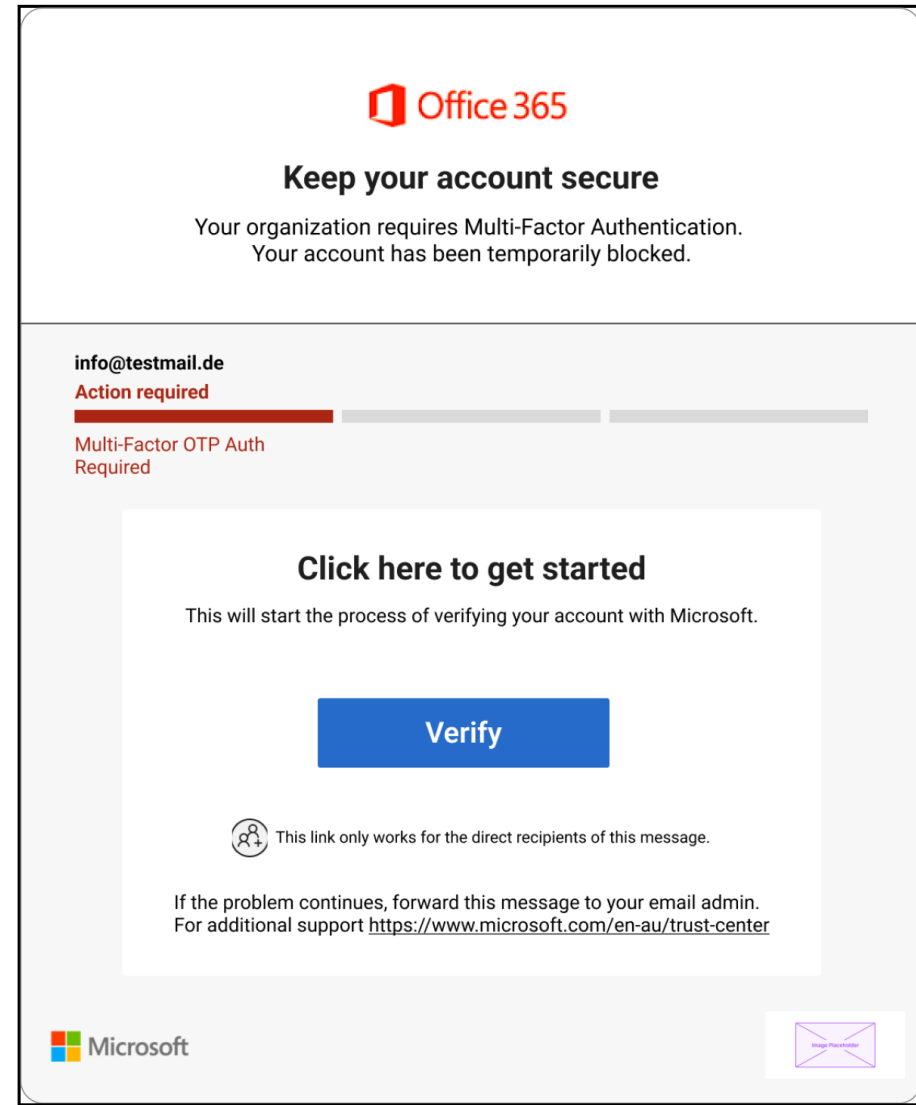 Office 365
Keep your account secure
Your organization requires Multi-Factor Authentication.
Your account has been temporarily blocked.
info@testmail.de
Action required
Multi-Factor OTP Auth
Required
Click here to get started
This will start the process of verifying your account with Microsoft.
Verify
This link only works for the direct recipients of this message.
If the problem continues, forward this message to your email admin.
For additional support https://www.microsoft.com/en-au/trust-center
Microsoft
Image Placeholder